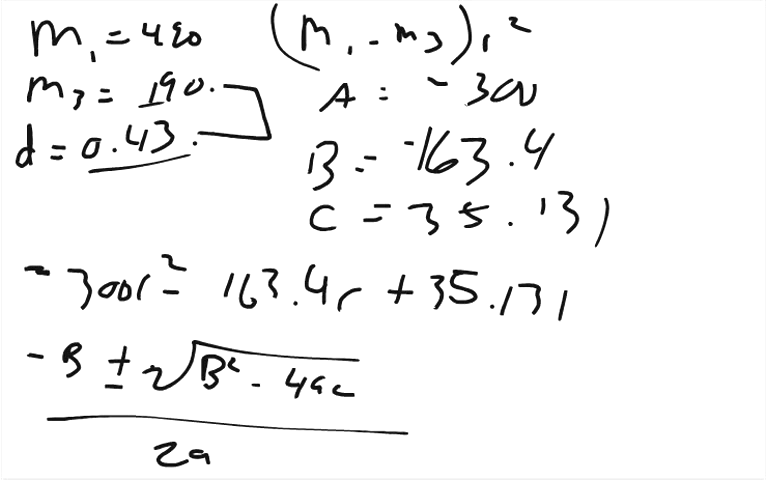 m₁ = 490 (m₁ - m₃)r²
m₃ = 190. A = -300
d = 0.43. B = -163.4
C = 35.131
-300r² - 163.4r + 35.131
-B ± √B² - 4ac
2a